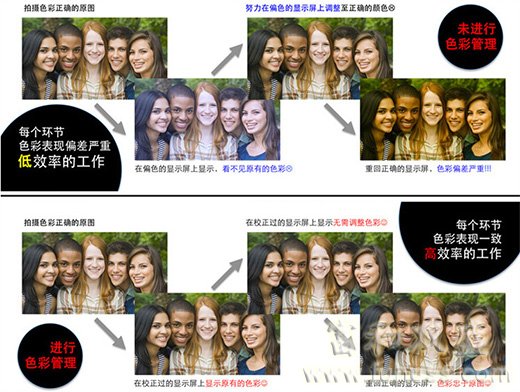 拍摄色彩正确的原图
努力在偏色的显示屏上调整至正确的颜色☹
未进行
色彩管理
每个环节
色彩表现偏差严重
低效率的工作
在偏色的显示屏上显示，看不见原有的色彩☹
重回正确的显示屏，色彩偏差严重!!!
拍摄色彩正确的原图
在校正过的显示屏上显示无需调整色彩☺
每个环节
色彩表现一致
高效率的工作
进行
色彩管理
在校正过的显示屏上显示原有的色彩☺
重回正确的显示屏，色彩忠于原图☺